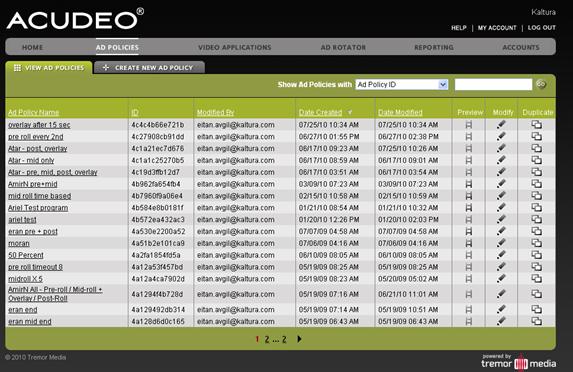 ACUDEO®
Kaltura
HELP | MY ACCOUNT | LOG OUT
HOME AD POLICIES VIDEO APPLICATIONS AD ROTATOR REPORTING ACCOUNTS
VIEW AD POLICIES CREATE NEW AD POLICY
Show Ad Policies with Ad Policy ID GO
Ad Policy Name ID Modified By Date Created Date Modified Preview Modify Duplicate
overlay after 15 sec 4c4c4b66e721b eitan.avgil@kaltura.com 07/25/10 10:34 AM 07/25/10 10:34 AM
pre roll every 2nd 4c27908cb91dd eitan.avgil@kaltura.com 06/27/10 01:55 PM 06/27/10 02:38 PM
Atar - post, overlay 4c1a21ec7d676 eitan.avgil@kaltura.com 06/17/10 09:23 AM 07/25/10 10:26 AM
Atar - mid only 4c1a1c25270b5 eitan.avgil@kaltura.com 06/17/10 08:59 AM 06/17/10 09:01 AM
Atar - pre, mid, post, overlay 4c19d3ffb12d7 eitan.avgil@kaltura.com 06/17/10 03:51 AM 06/17/10 03:54 AM
AmirN pre+mid 4b962fa654fb4 eitan.avgil@kaltura.com 03/09/10 07:23 AM 03/09/10 07:23 AM
mid roll time based 4b7960f9a06e4 eitan.avgil@kaltura.com 02/15/10 10:58 AM 02/15/10 10:59 AM
Ariel Test program 4b584e8b0181f eitan.avgil@kaltura.com 01/21/10 08:54 AM 01/21/10 10:32 AM
ariel test 4b572ea432ac3 eitan.avgil@kaltura.com 01/20/10 12:26 PM 01/20/10 02:03 PM
eran pre + post 4a530e2200a52 eitan.avgil@kaltura.com 07/07/09 04:58 AM 07/07/09 04:58 AM
moran 4a51b2e101ca9 eitan.avgil@kaltura.com 07/06/09 04:16 AM 07/06/09 04:16 AM
50 Percent 4a2fa1854fd5a eitan.avgil@kaltura.com 06/10/09 08:05 AM 06/10/09 08:05 AM
pre roll timeout 8 4a12a53f457bd eitan.avgil@kaltura.com 05/19/09 08:25 AM 05/19/09 08:25 AM
midroll X 5 4a12a4ca7902d eitan.avgil@kaltura.com 05/19/09 08:23 AM 05/20/09 05:02 AM
AmirN All - Pre-roll / Mid-roll +
Overlay / Post-Roll 4a1294f4b728d eitan.avgil@kaltura.com 05/19/09 07:16 AM 06/21/10 11:01 AM
eran end 4a129492db314 eitan.avgil@kaltura.com 05/19/09 07:14 AM 05/19/09 10:51 AM
eran mid end 4a128d6d0c165 eitan.avgil@kaltura.com 05/19/09 06:43 AM 05/19/09 06:43 AM
1 2 ... 2
© 2010 Tremor Media
powered by
tremor media